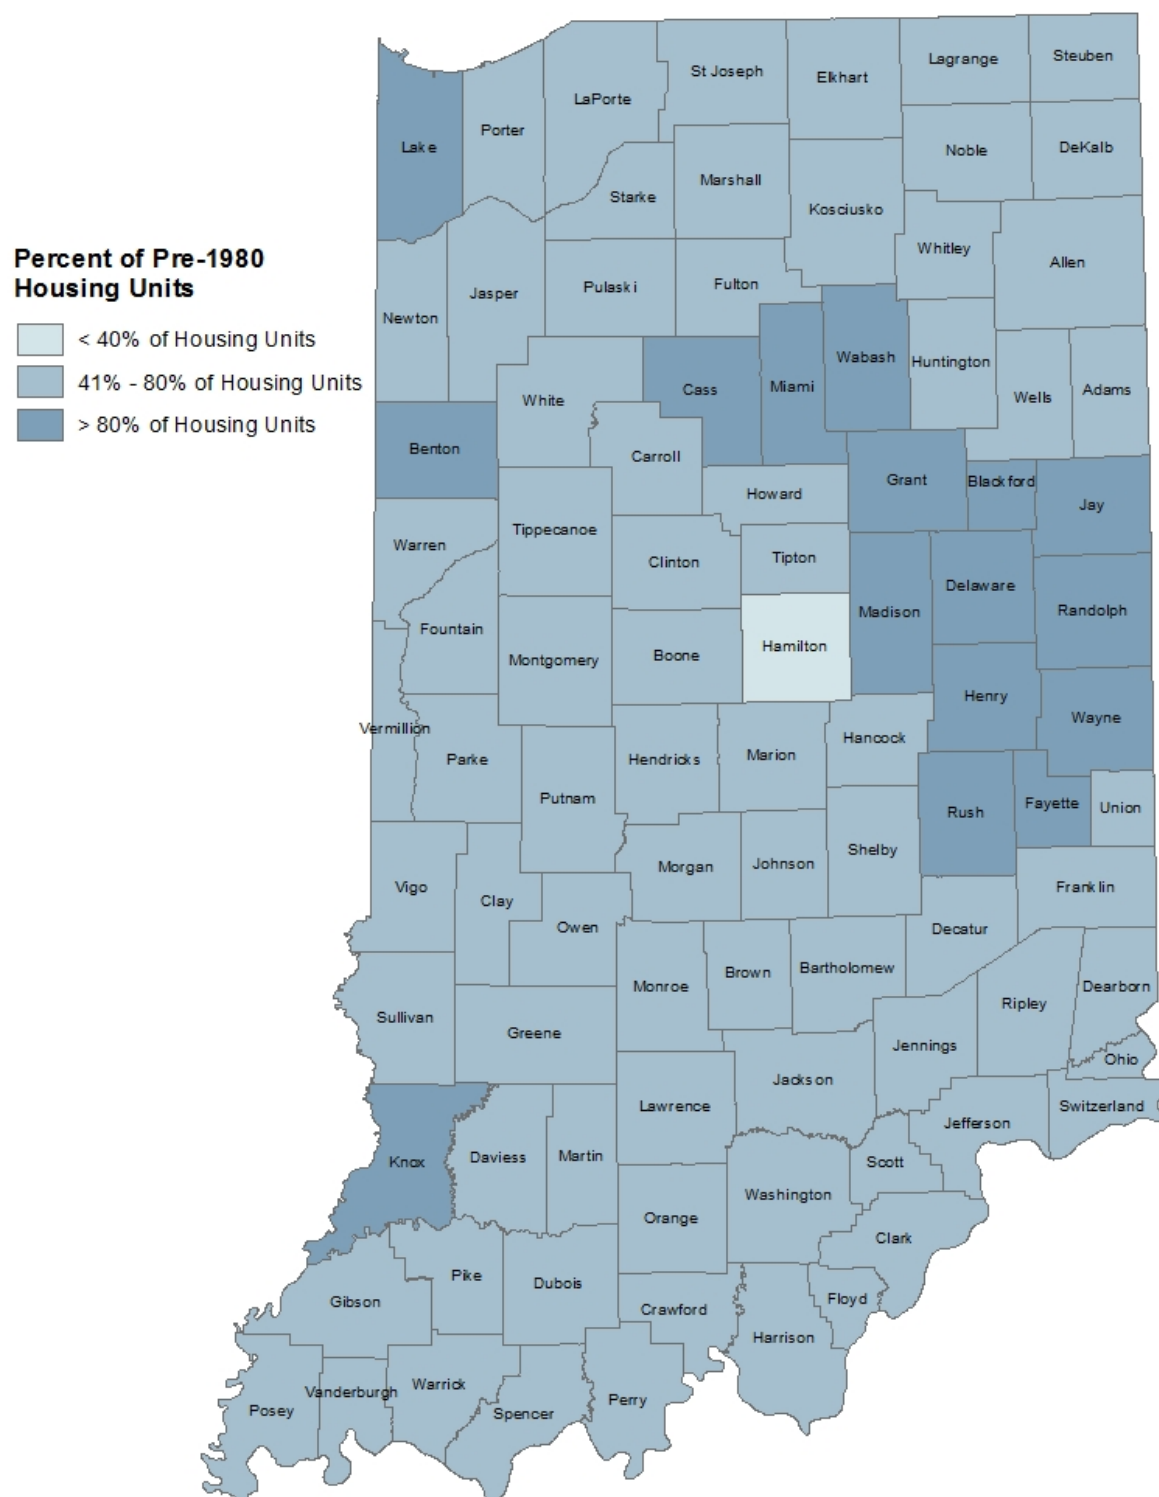 Percent of Pre-1980
Housing Units
< 40% of Housing Units
41% - 80% of Housing Units
> 80% of Housing Units
Lake
Porter
LaPorte
St Joseph
Elkhart
Lagrange
Steuben
Noble
DeKalb
Starke
Marshall
Kosciusko
Whitley
Allen
Newton
Jasper
Pulaski
Fulton
Wabash
Huntington
Wells
Adams
White
Cass
Miami
Benton
Carroll
Howard
Grant
Blackford
Jay
Warren
Tippecanoe
Clinton
Tipton
Madison
Delaware
Randolph
Fountain
Montgomery
Boone
Hamilton
Henry
Wayne
Vermillion
Parke
Putnam
Hendricks
Marion
Hancock
Rush
Fayette
Union
Vigo
Clay
Owen
Morgan
Johnson
Shelby
Decatur
Franklin
Sullivan
Greene
Monroe
Brown
Bartholomew
Jennings
Ripley
Dearborn
Ohio
Knox
Daviess
Martin
Lawrence
Jackson
Scott
Jefferson
Switzerland
Orange
Washington
Clark
Gibson
Pike
Dubois
Crawford
Harrison
Floyd
Posey
Vanderburgh
Warrick
Spencer
Perry